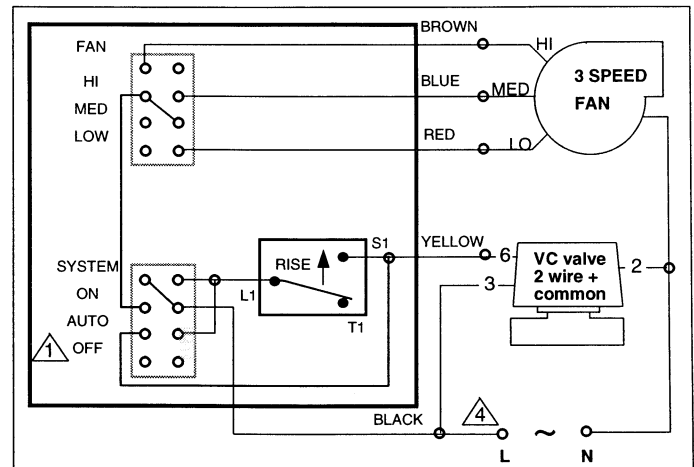 BROWN
FAN
HI
3 SPEED
HI
FAN
BLUE
MED
MED
LOW
RED
LO
S1
YELLOW
6
VC valve
SYSTEM
RISE
2 wire +
2
ON
L1
3
common
AUTO
T1
1
OFF
BLACK
4
L
~
N